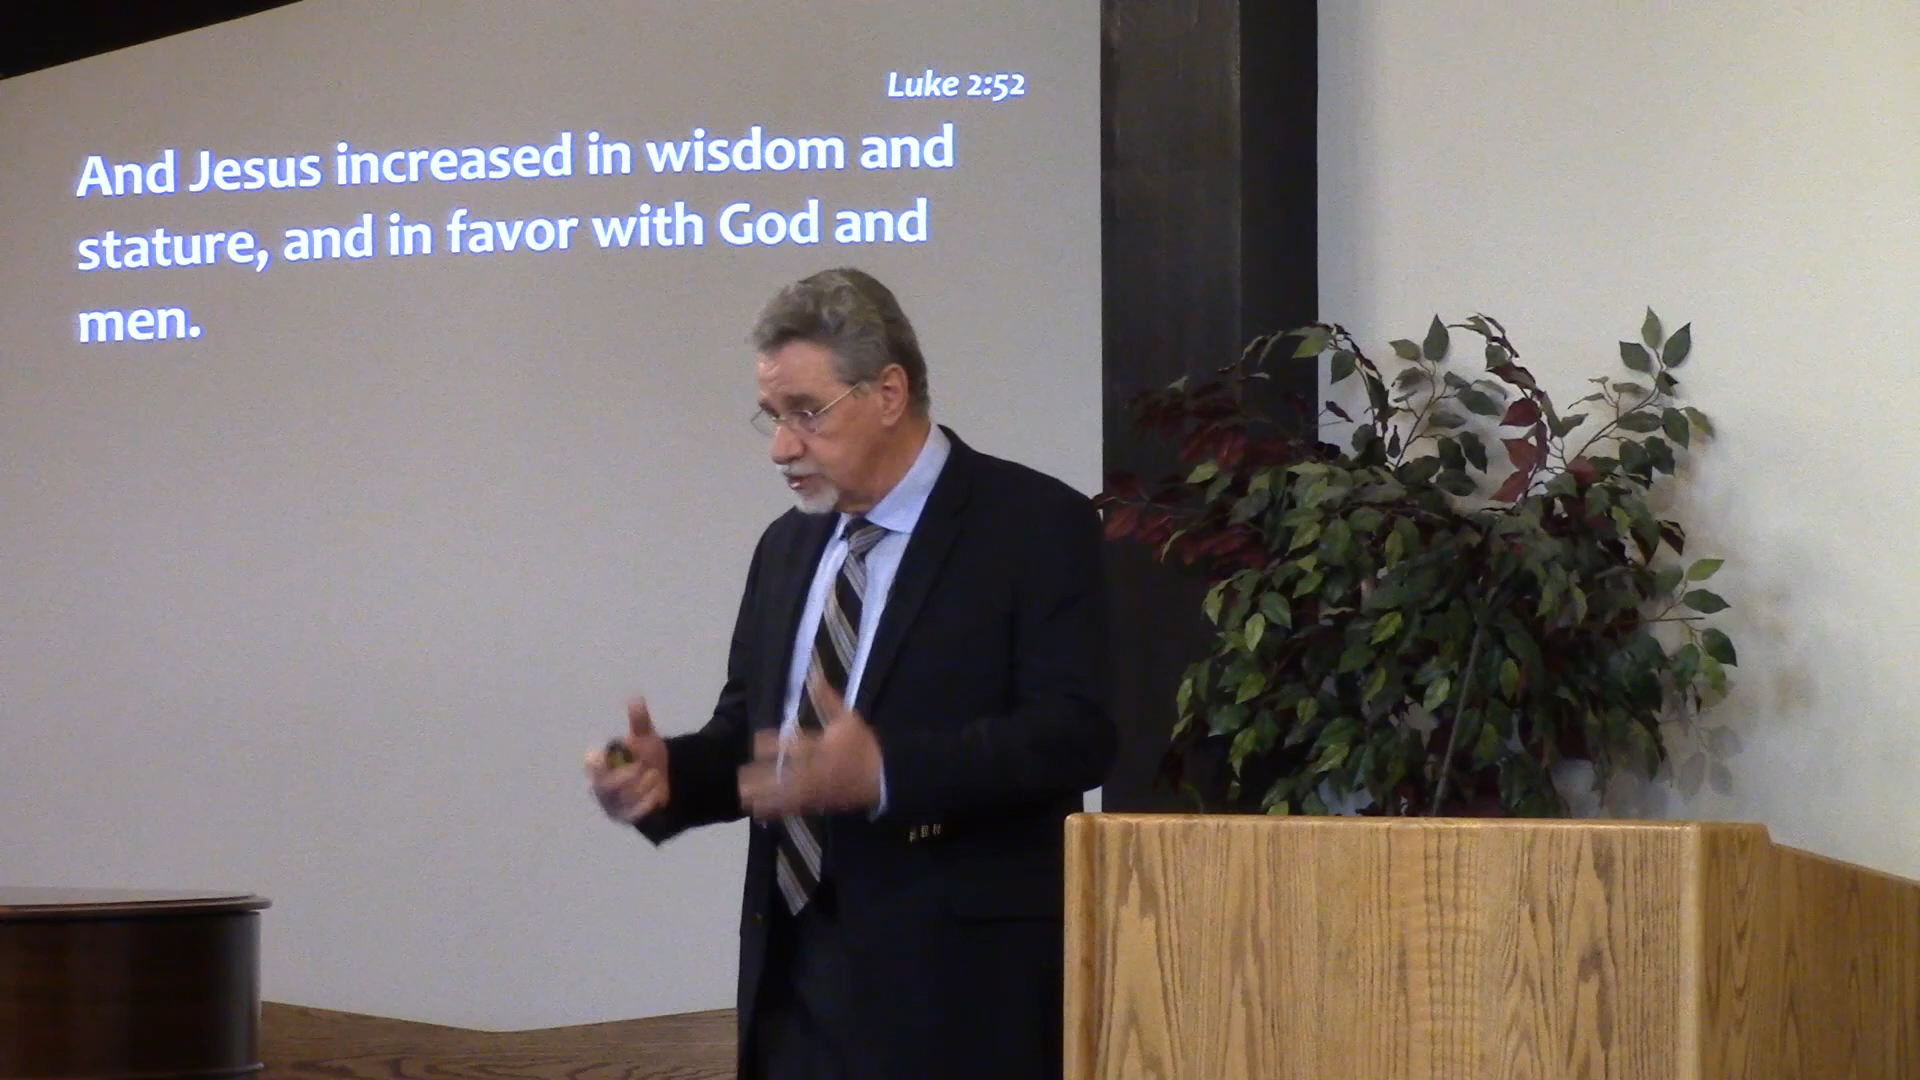 Luke 2:52
And Jesus increased in wisdom and
stature, and in favor with God and
men.